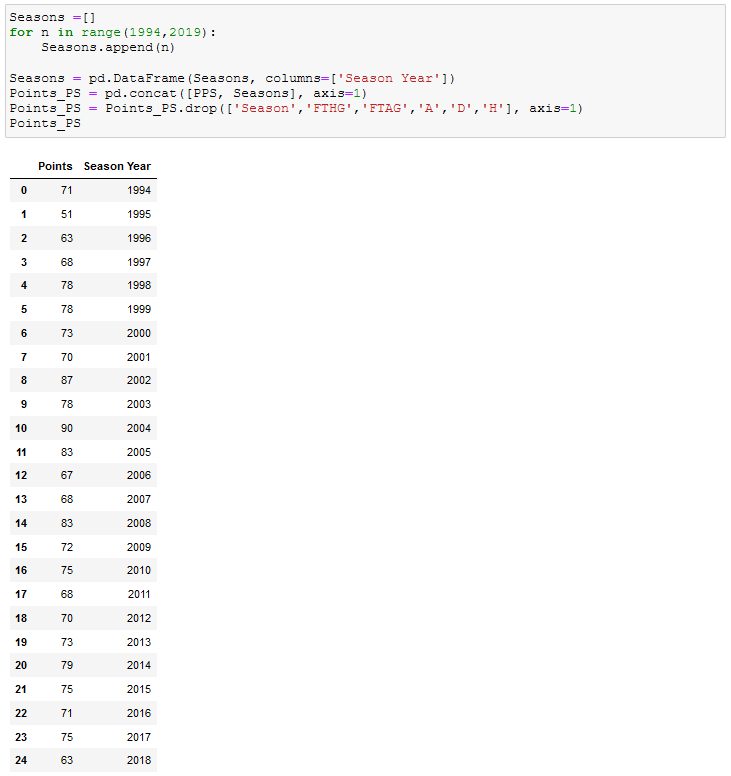 Seasons =[]
for n in range(1994,2019):
    Seasons.append(n)

Seasons = pd.DataFrame(Seasons, columns=['Season Year'])
Points_PS = pd.concat([PPS, Seasons], axis=1)
Points_PS = Points_PS.drop(['Season','FTHG','FTAG','A','D','H'], axis=1)
Points_PS
Points Season Year
0 71 1994
1 51 1995
2 63 1996
3 68 1997
4 78 1998
5 78 1999
6 73 2000
7 70 2001
8 87 2002
9 78 2003
10 90 2004
11 83 2005
12 67 2006
13 68 2007
14 83 2008
15 72 2009
16 75 2010
17 68 2011
18 70 2012
19 73 2013
20 79 2014
21 75 2015
22 71 2016
23 75 2017
24 63 2018